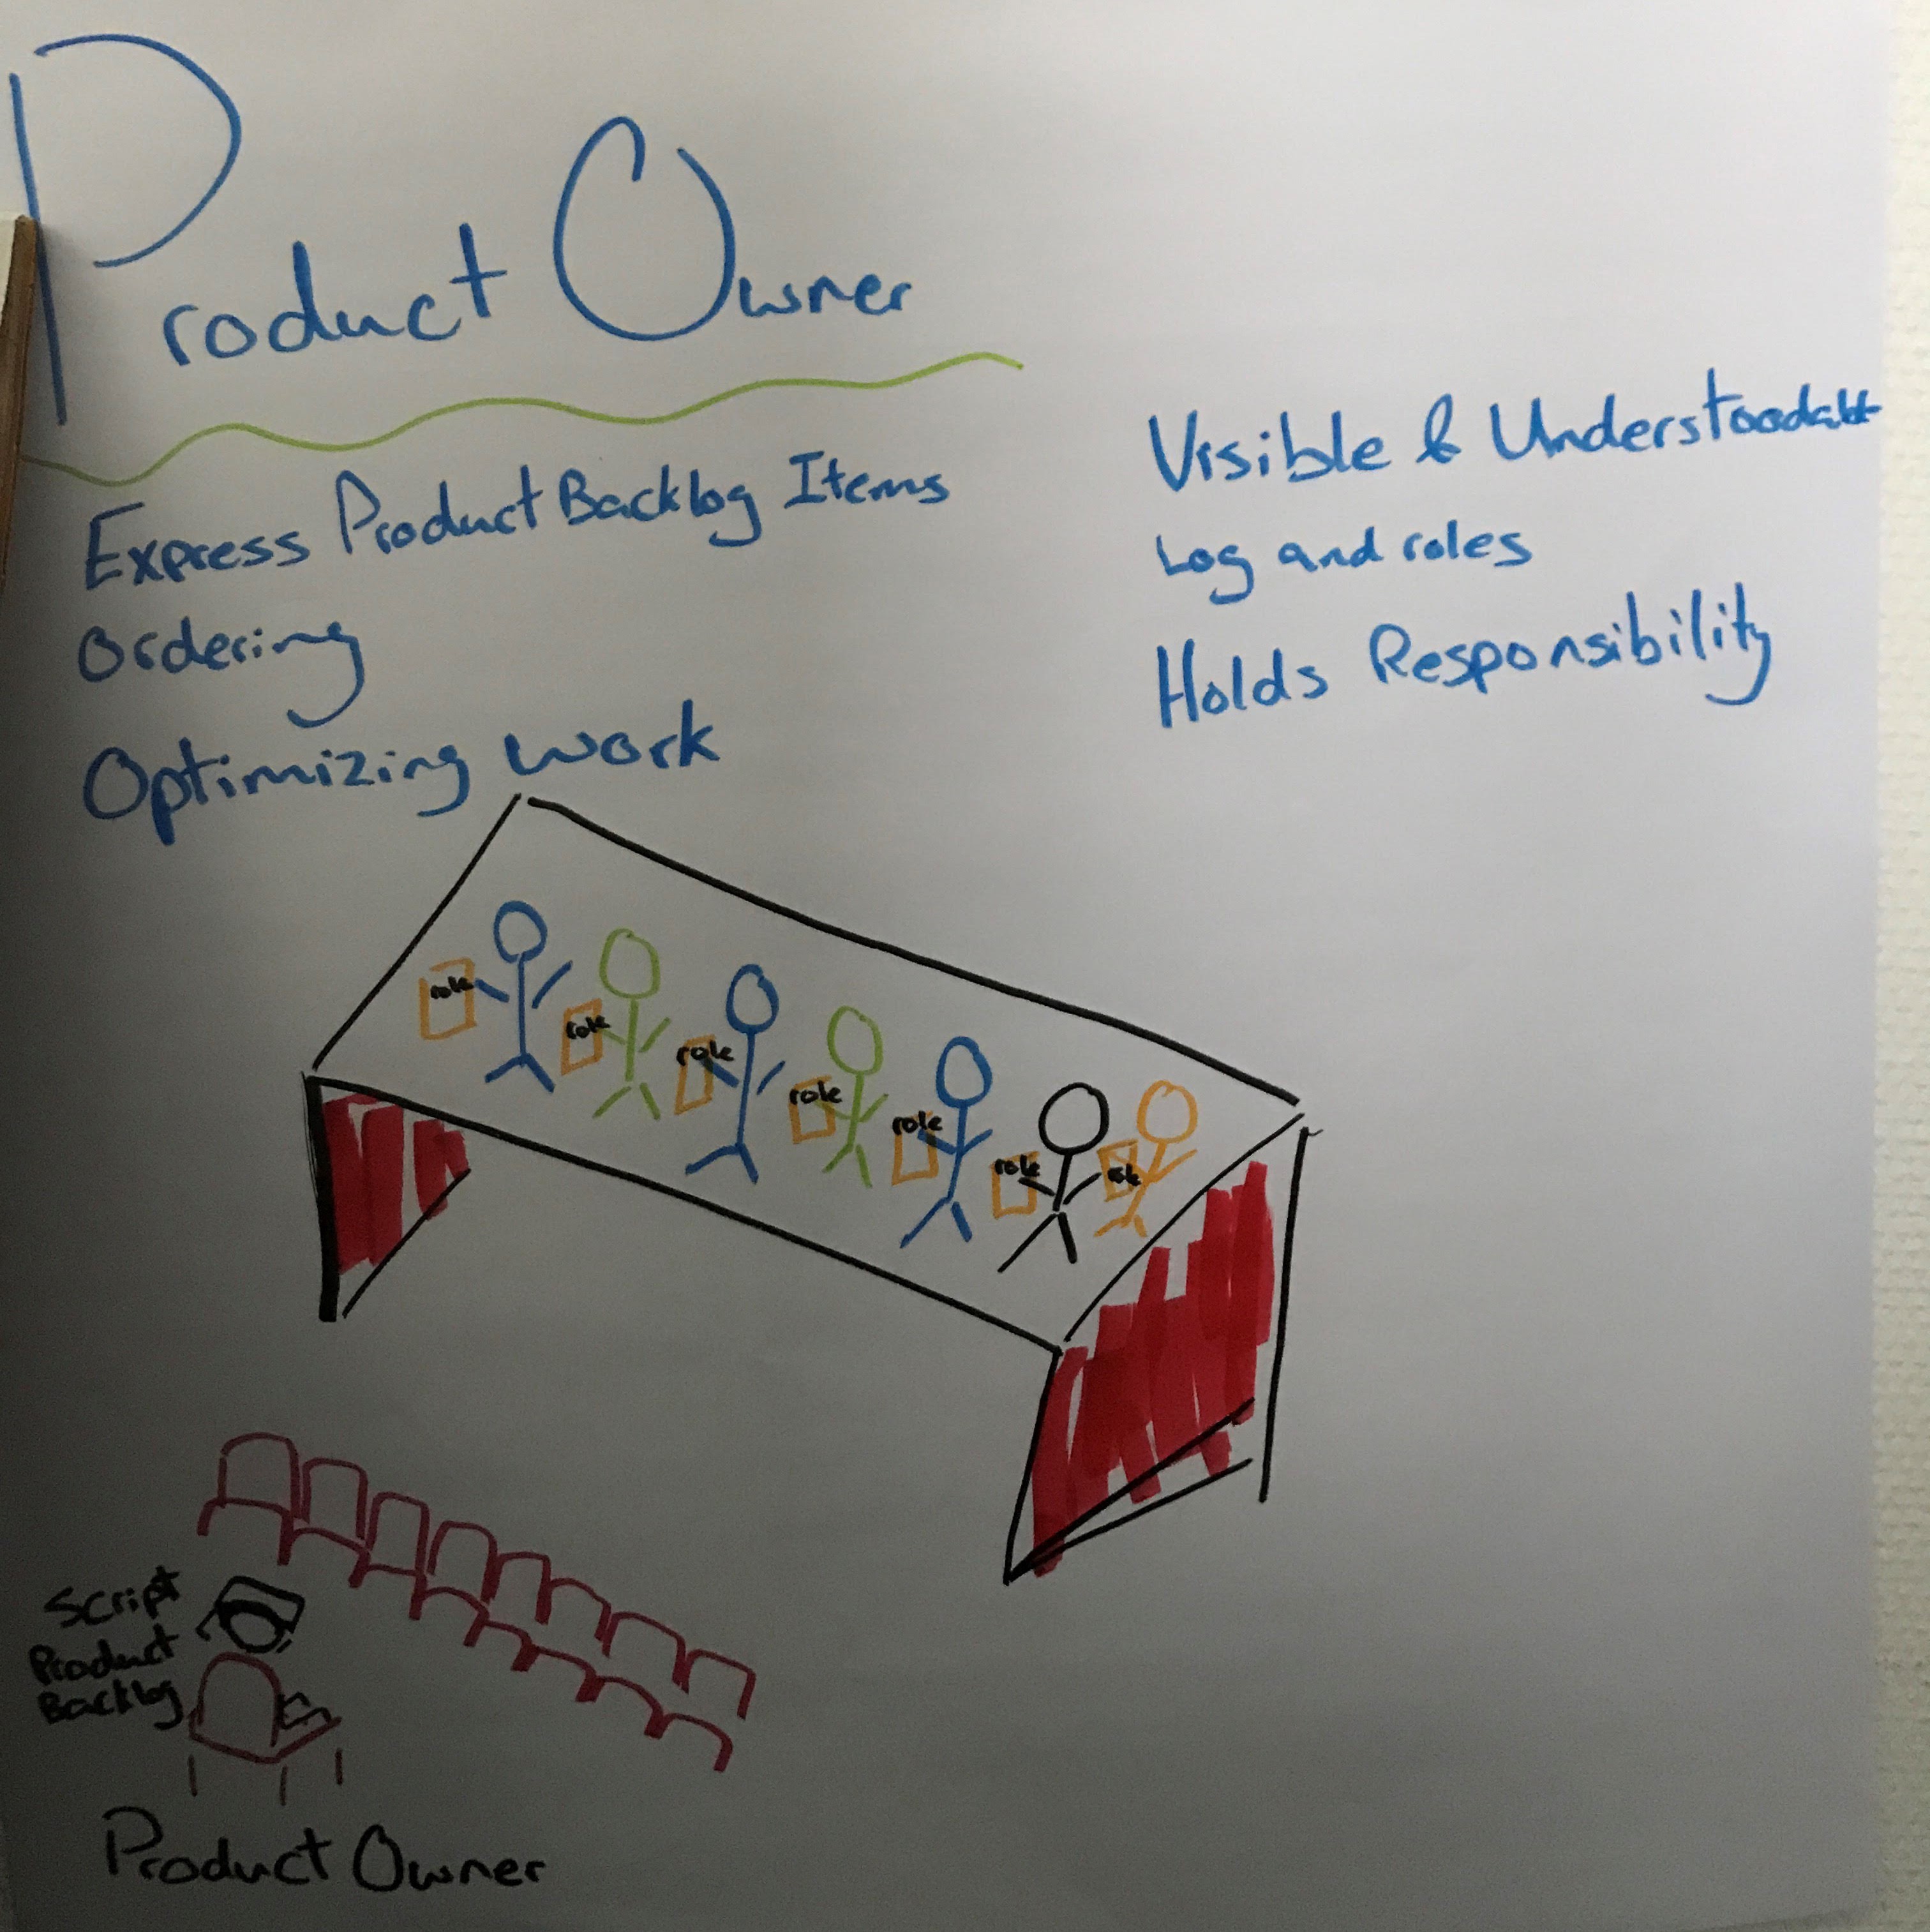 Product Owner
Express Product Backlog Items
Ordering
Optimizing work
Visible & Understoodable
Log and roles
Holds Responsibility
role
role
role
role
role
role
role
Script
Product
Backlog
Product Owner